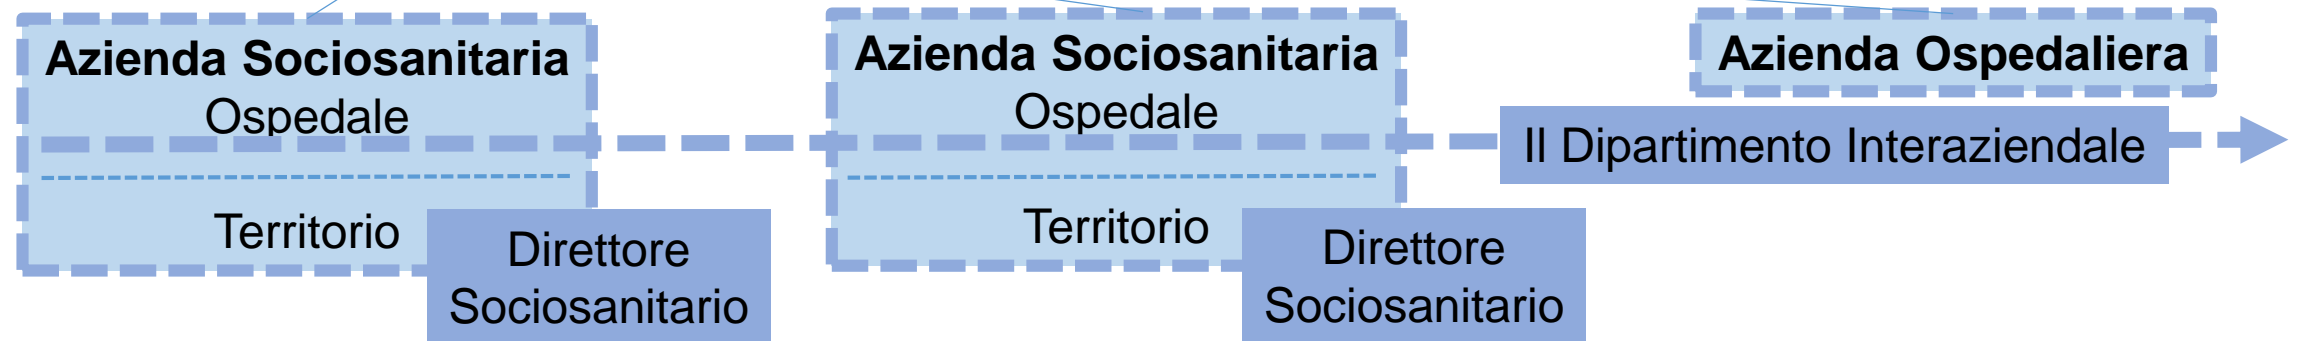 Azienda Sociosanitaria
Ospedale
Territorio
Direttore
Sociosanitario
Azienda Sociosanitaria
Ospedale
Territorio
Direttore
Sociosanitario
Azienda Ospedaliera
Il Dipartimento Interaziendale